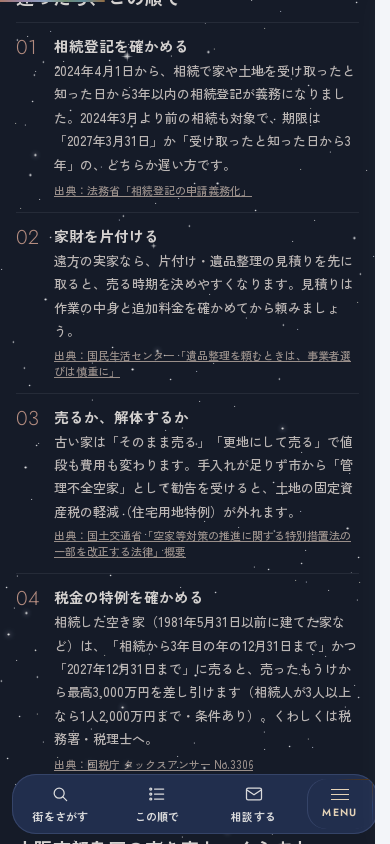 01 相続登記を確かめる
2024年4月1日から、相続で家や土地を受け取ったと
知った日から3年以内の相続登記が義務になりまし
た。2024年3月より前の相続も対象で、期限は
「2027年3月31日」か「受け取ったと知った日から3
年」の、どちらか遅い方です。
出典：法務省「相続登記の申請義務化」
02 家財を片付ける
遠方の実家なら、片付け・遺品整理の見積りを先に
取ると、売る時期を決めやすくなります。見積りは
作業の中身と追加料金を確かめてから頼みましょ
う。
出典：国民生活センター「遺品整理を頼むときは、事業者選
びは慎重に」
03 売るか、解体するか
古い家は「そのまま売る」「更地にして売る」で値
段も費用も変わります。手入れが足りず市から「管
理不全空家」として勧告を受けると、土地の固定資
産税の軽減（住宅用地特例）が外れます。
出典：国土交通省「空家等対策の推進に関する特別措置法の
一部を改正する法律」概要
04 税金の特例を確かめる
相続した空き家（1981年5月31日以前に建てた家な
ど）は、「相続から3年目の年の12月31日まで」かつ
「2027年12月31日まで」に売ると、売ったもうけか
ら最高3,000万円を差し引けます（相続人が3人以上
なら1人2,000万円まで・条件あり）。くわしくは税
務署・税理士へ。
出典：国税庁 タックスアンサー No.3306
街をさがす
この順で
相談する
MENU